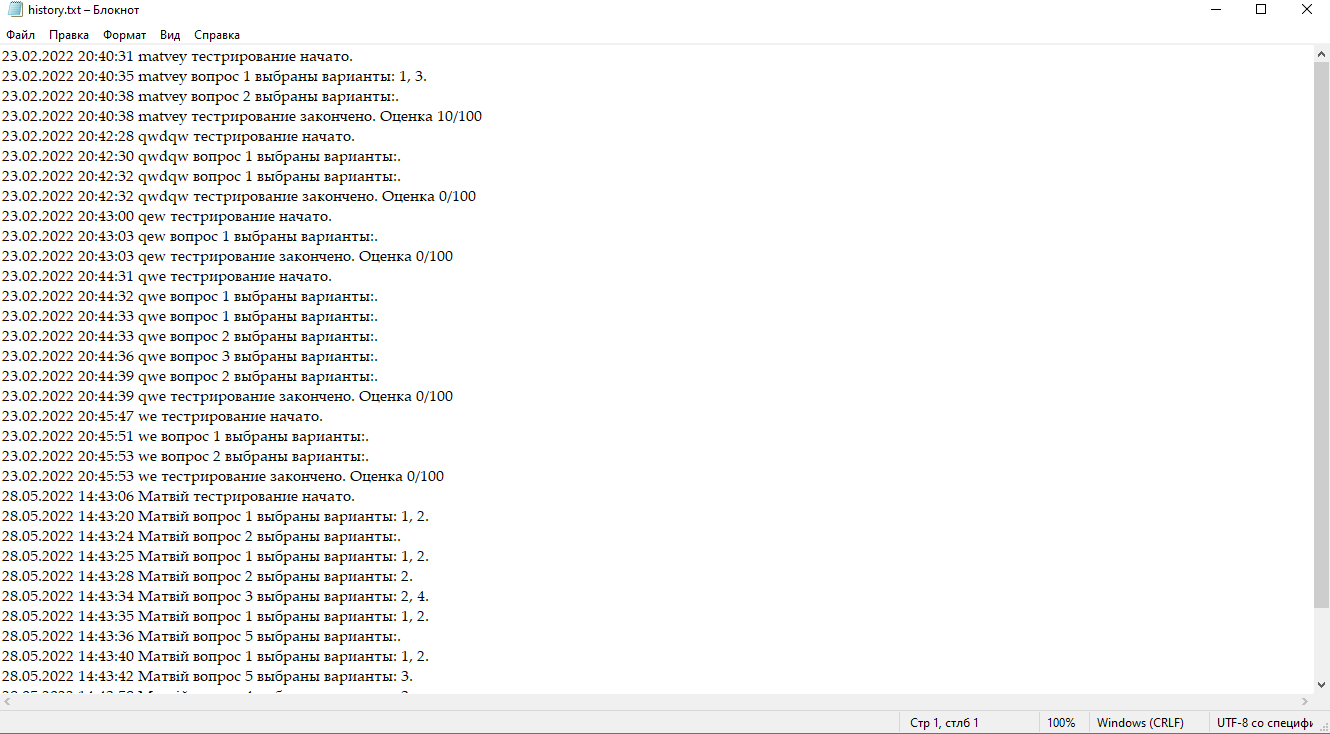 history.txt – Блокнот
Файл Правка Формат Вид Справка
23.02.2022 20:40:31 matvey тестрирование начато.
23.02.2022 20:40:35 matvey вопрос 1 выбраны варианты: 1, 3.
23.02.2022 20:40:38 matvey вопрос 2 выбраны варианты:.
23.02.2022 20:40:38 matvey тестрирование закончено. Оценка 10/100
23.02.2022 20:42:28 qwdqw тестрирование начато.
23.02.2022 20:42:30 qwdqw вопрос 1 выбраны варианты:.
23.02.2022 20:42:32 qwdqw вопрос 1 выбраны варианты:.
23.02.2022 20:42:32 qwdqw тестрирование закончено. Оценка 0/100
23.02.2022 20:43:00 qew тестрирование начато.
23.02.2022 20:43:03 qew вопрос 1 выбраны варианты:.
23.02.2022 20:43:03 qew тестрирование закончено. Оценка 0/100
23.02.2022 20:44:31 qwe тестрирование начато.
23.02.2022 20:44:32 qwe вопрос 1 выбраны варианты:.
23.02.2022 20:44:33 qwe вопрос 1 выбраны варианты:.
23.02.2022 20:44:33 qwe вопрос 2 выбраны варианты:.
23.02.2022 20:44:36 qwe вопрос 3 выбраны варианты:.
23.02.2022 20:44:39 qwe вопрос 2 выбраны варианты:.
23.02.2022 20:44:39 qwe тестрирование закончено. Оценка 0/100
23.02.2022 20:45:47 we тестрирование начато.
23.02.2022 20:45:51 we вопрос 1 выбраны варианты:.
23.02.2022 20:45:53 we вопрос 2 выбраны варианты:.
23.02.2022 20:45:53 we тестрирование закончено. Оценка 0/100
28.05.2022 14:43:06 Матвій тестрирование начато.
28.05.2022 14:43:20 Матвій вопрос 1 выбраны варианты: 1, 2.
28.05.2022 14:43:24 Матвій вопрос 2 выбраны варианты:.
28.05.2022 14:43:25 Матвій вопрос 1 выбраны варианты: 1, 2.
28.05.2022 14:43:28 Матвій вопрос 2 выбраны варианты: 2.
28.05.2022 14:43:34 Матвій вопрос 3 выбраны варианты: 2, 4.
28.05.2022 14:43:35 Матвій вопрос 1 выбраны варианты: 1, 2.
28.05.2022 14:43:36 Матвій вопрос 5 выбраны варианты:.
28.05.2022 14:43:40 Матвій вопрос 1 выбраны варианты: 1, 2.
28.05.2022 14:43:42 Матвій вопрос 5 выбраны варианты: 3.
Стр 1, стлб 1 100% Windows (CRLF) UTF-8 со специфи